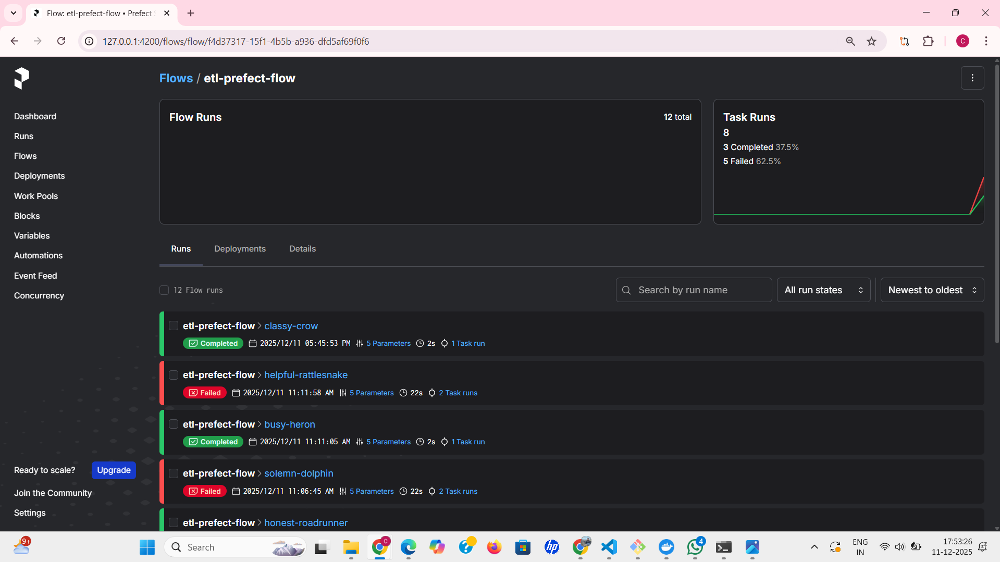 Flow: etl-prefect-flow • Prefect
127.0.0.1:4200/flows/flow/f4d37317-15f1-4b5b-a936-dfd5af69f0f6
C
Flows / etl-prefect-flow
Dashboard
Runs
Flows
Deployments
Work Pools
Blocks
Variables
Automations
Event Feed
Concurrency
Ready to scale? Upgrade
Join the Community
Settings
Flow Runs 12 total
Task Runs
8
3 Completed 37.5%
5 Failed 62.5%
Runs Deployments Details
12 Flow runs Search by run name All run states Newest to oldest
etl-prefect-flow > classy-crow
Completed 2025/12/11 05:45:53 PM 5 Parameters 2s 1 Task run
etl-prefect-flow > helpful-rattlesnake
Failed 2025/12/11 11:11:58 AM 5 Parameters 22s 2 Task runs
etl-prefect-flow > busy-heron
Completed 2025/12/11 11:11:05 AM 5 Parameters 2s 1 Task run
etl-prefect-flow > solemn-dolphin
Failed 2025/12/11 11:06:45 AM 5 Parameters 22s 2 Task runs
etl-prefect-flow > honest-roadrunner
9+ Search C hp 4 ENG 17:53:26
IN 11-12-2025